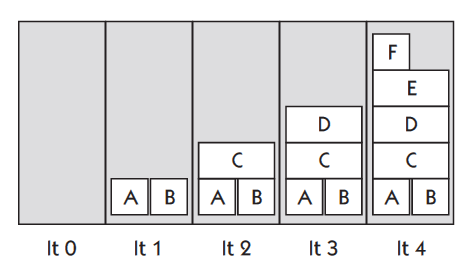 F
E
D D
C C C
A B A B A B A B
It 0 It 1 It 2 It 3 It 4